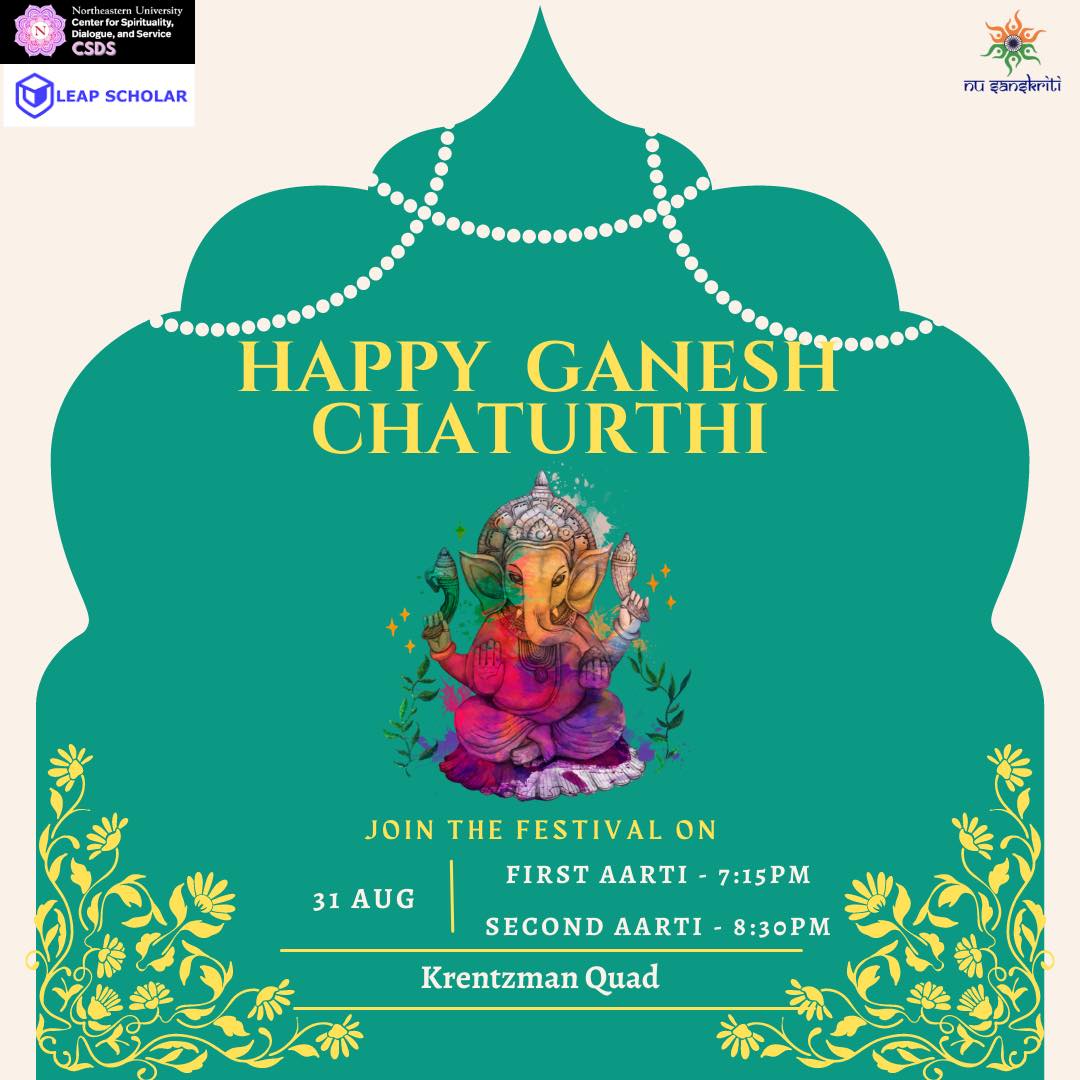 Northeastern University
Center for Spirituality,
Dialogue, and Service
CSDS
LEAP SCHOLAR
nu sanskriti
HAPPY GANESH
CHATURTHI
JOIN THE FESTIVAL ON
31 AUG
FIRST AARTI - 7:15PM
SECOND AARTI - 8:30PM
Krentzman Quad